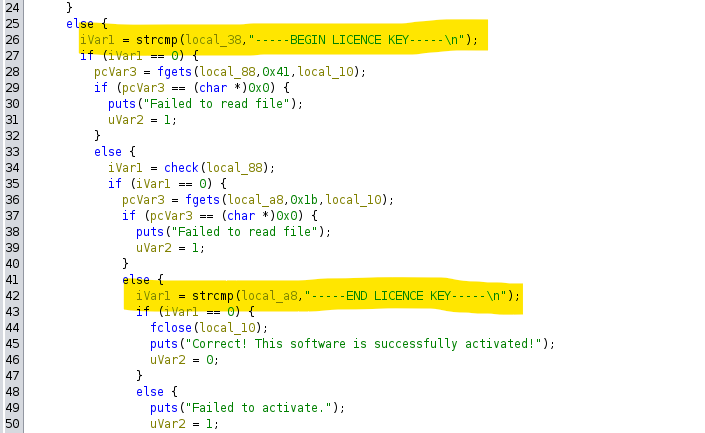 24 }
25 else {
26 iVar1 = strcmp(local_38,"-----BEGIN LICENCE KEY-----\n");
27 if (iVar1 == 0) {
28 pcVar3 = fgets(local_88,0x41,local_10);
29 if (pcVar3 == (char *)0x0) {
30 puts("Failed to read file");
31 uVar2 = 1;
32 }
33 else {
34 iVar1 = check(local_88);
35 if (iVar1 == 0) {
36 pcVar3 = fgets(local_a8,0x1b,local_10);
37 if (pcVar3 == (char *)0x0) {
38 puts("Failed to read file");
39 uVar2 = 1;
40 }
41 else {
42 iVar1 = strcmp(local_a8,"-----END LICENCE KEY-----\n");
43 if (iVar1 == 0) {
44 fclose(local_10);
45 puts("Correct! This software is successfully activated!");
46 uVar2 = 0;
47 }
48 else {
49 puts("Failed to activate.");
50 uVar2 = 1;